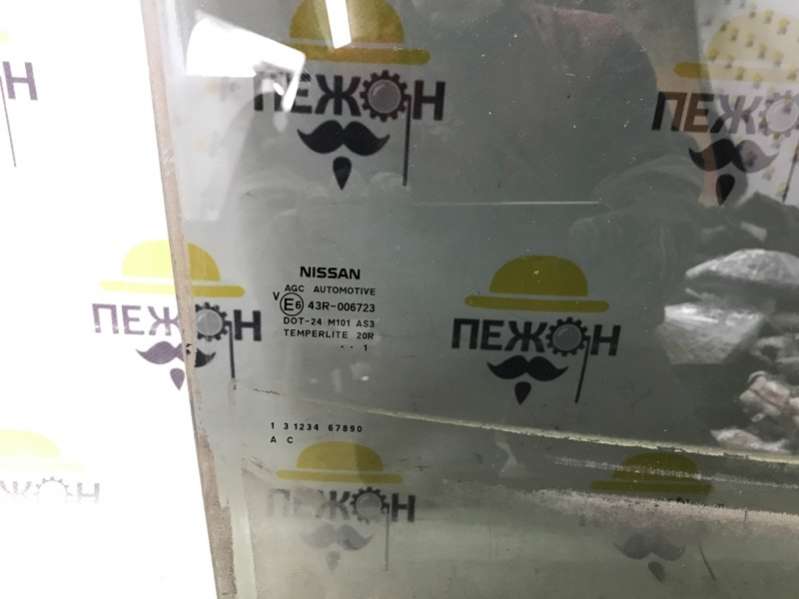 ПЕЖОН
ПЕЖОН
NISSAN
AGC AUTOMOTIVE
V E6 43R-006723
DOT-24 M101 AS3
TEMPERLITE 20R
·· 1
ПЕЖОН
ПЕЖОН
1 3 1234 67890
A C
ПЕЖОН